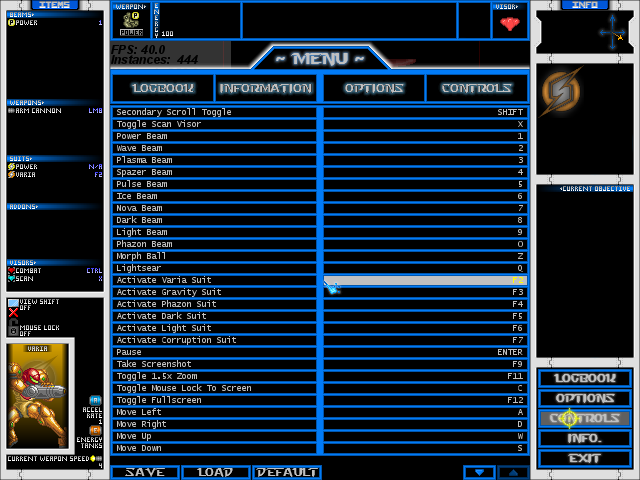 ITEMS
WEAPON
ENERGY
100
VISOR
INFO
BEAMS
POWER 1
POWER
FPS: 40.0
Instances: 444
~ MENU ~
LOGBOOK
INFORMATION
OPTIONS
CONTROLS
WEAPONS
ARM CANNON LMB
SUITS
POWER N/A
VARIA F2
ADDONS
VISORS
COMBAT CTRL
SCAN X
VIEW SHIFT
OFF
MOUSE LOCK
OFF
VARIA
ACCEL
RATE
1
ENERGY
TANKS
CURRENT WEAPON SPEED
4
Secondary Scroll Toggle SHIFT
Toggle Scan Visor X
Power Beam 1
Wave Beam 2
Plasma Beam 3
Spazer Beam 4
Pulse Beam 5
Ice Beam 6
Nova Beam 7
Dark Beam 8
Light Beam 9
Phazon Beam 0
Morph Ball Z
Lightsear Q
Activate Varia Suit F2
Activate Gravity Suit F3
Activate Phazon Suit F4
Activate Dark Suit F5
Activate Light Suit F6
Activate Corruption Suit F7
Pause ENTER
Take Screenshot F9
Toggle 1.5x Zoom F11
Toggle Mouse Lock To Screen C
Toggle Fullscreen F12
Move Left A
Move Right D
Move Up W
Move Down S
SAVE
LOAD
DEFAULT
CURRENT OBJECTIVE
LOGBOOK
OPTIONS
CONTROLS
INFO.
EXIT